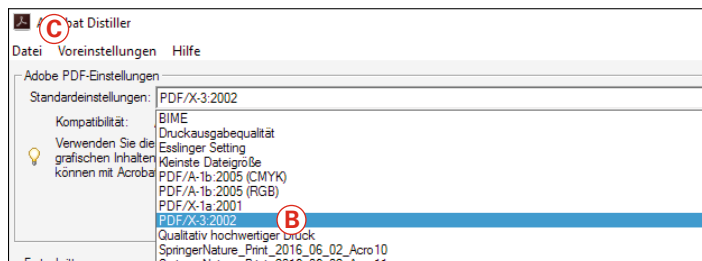 Acrobat Distiller
C
Datei Voreinstellungen Hilfe
Adobe PDF-Einstellungen
Standardeinstellungen: PDF/X-3:2002
Kompatibilität:
BIME
Druckausgabequalität
Verwenden Sie die
Esslinger Setting
grafischen Inhalten
Kleinste Dateigröße
können mit Acrobat
PDF/A-1b:2005 (CMYK)
PDF/A-1b:2005 (RGB)
PDF/X-1a:2001
PDF/X-3:2002
B
Qualitativ hochwertiger Druck
SpringerNature_Print_2016_06_02_Acro10